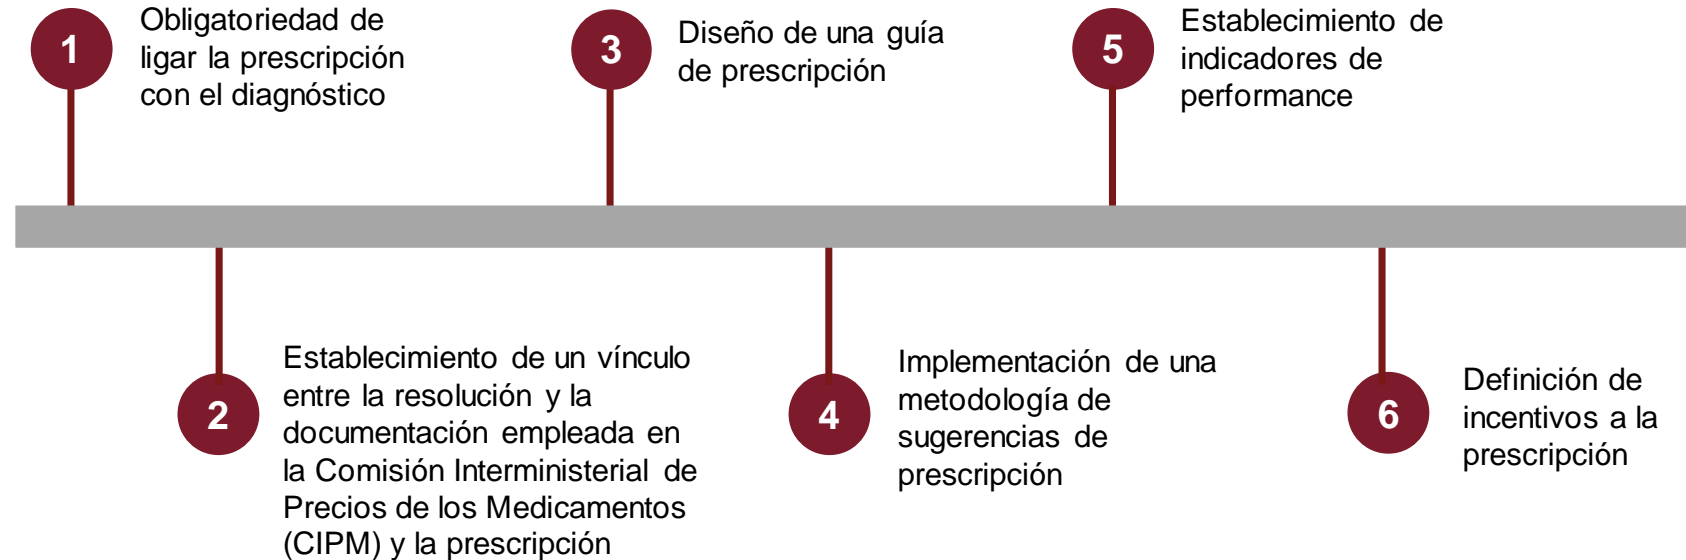 1
Obligatoriedad de
ligar la prescripción
con el diagnóstico
2
Establecimiento de un vínculo
entre la resolución y la
documentación empleada en
la Comisión Interministerial de
Precios de los Medicamentos
(CIPM) y la prescripción
3
Diseño de una guía
de prescripción
4
Implementación de una
metodología de
sugerencias de
prescripción
5
Establecimiento de
indicadores de
performance
6
Definición de
incentivos a la
prescripción